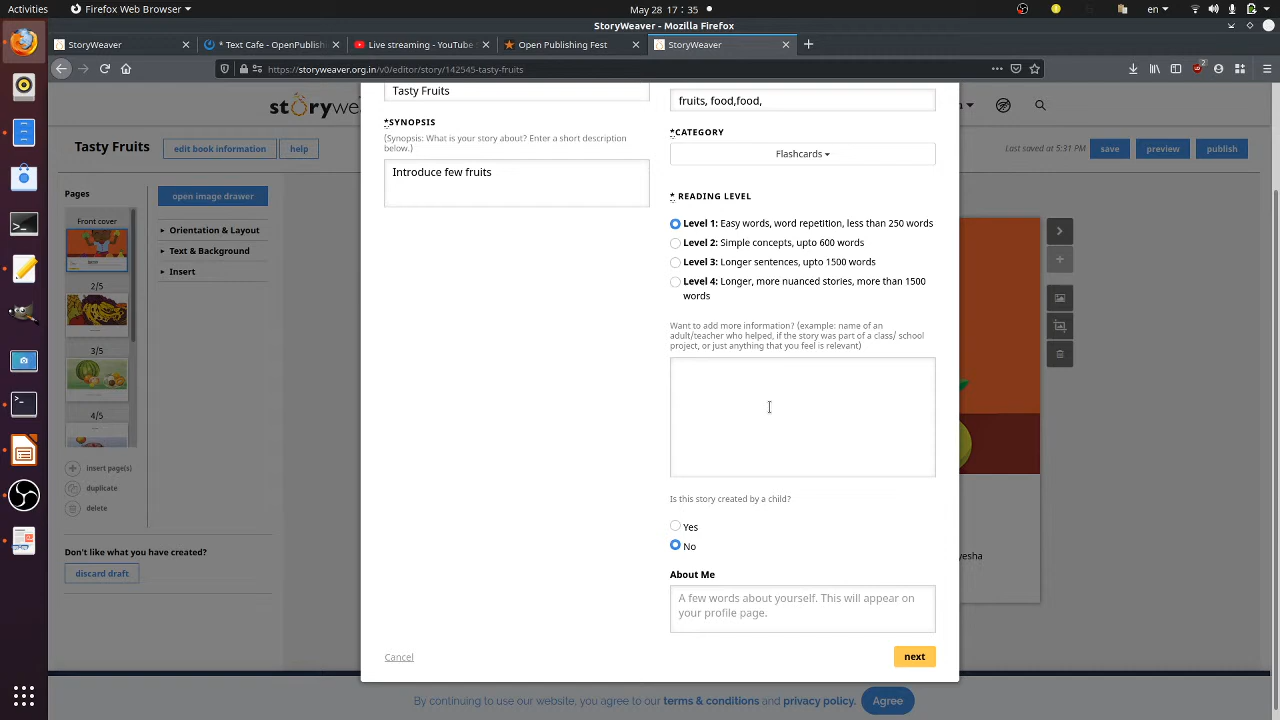 Activities
Firefox Web Browser
May 28 17:35
en
StoryWeaver - Mozilla Firefox
StoryWeaver
* Text Cafe - OpenPublish
Live streaming - YouTube
Open Publishing Fest
StoryWeaver
https://storyweaver.org.in/v0/editor/story/142545-tasty-fruits
2
Tasty Fruits
edit book information
help
Last saved at 5:31 PM
save
preview
publish
Pages
Front cover
2/5
3/5
4/5
insert page(s)
duplicate
delete
Don't like what you have created?
discard draft
open image drawer
Orientation & Layout
Text & Background
Insert
Tasty Fruits
*SYNOPSIS
(Synopsis: What is your story about? Enter a short description
below.)
Introduce few fruits
fruits, food,food,
*CATEGORY
Flashcards
* READING LEVEL
Level 1: Easy words, word repetition, less than 250 words
Level 2: Simple concepts, upto 600 words
Level 3: Longer sentences, upto 1500 words
Level 4: Longer, more nuanced stories, more than 1500
words
Want to add more information? (example: name of an
adult/teacher who helped, if the story was part of a class/ school
project, or just anything that you feel is relevant)
Is this story created by a child?
Yes
No
About Me
A few words about yourself. This will appear on
your profile page.
Cancel
next
yesha
By continuing to use our website, you agree to our terms & conditions and privacy policy.
Agree